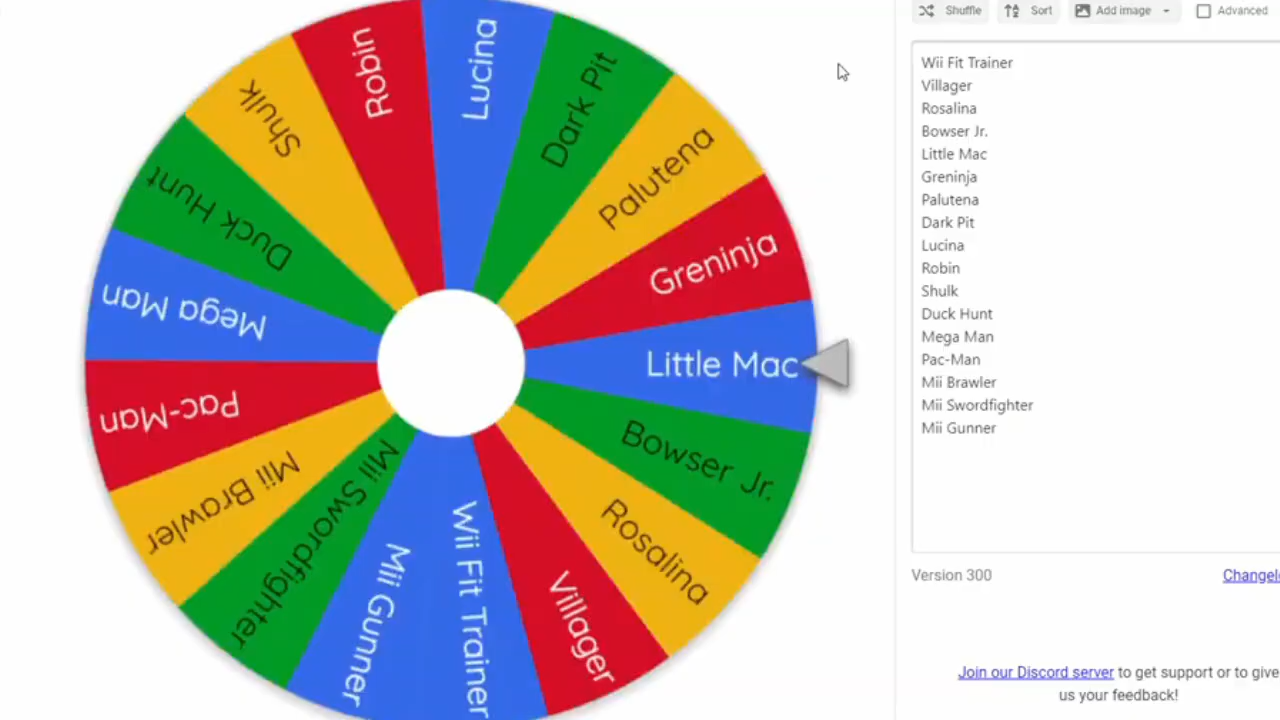 Shuffle
Sort
Add image
Advanced
Robin
Lucina
Dark Pit
Palutena
Greninja
Little Mac
Bowser Jr.
Rosalina
Villager
Wii Fit Trainer
Mii Gunner
Mii Swordfighter
Mii Brawler
Pac-Man
Mega Man
Duck Hunt
Shulk
Wii Fit Trainer
Villager
Rosalina
Bowser Jr.
Little Mac
Greninja
Palutena
Dark Pit
Lucina
Robin
Shulk
Duck Hunt
Mega Man
Pac-Man
Mii Brawler
Mii Swordfighter
Mii Gunner
Version 300
Changel
Join our Discord server to get support or to give
us your feedback!